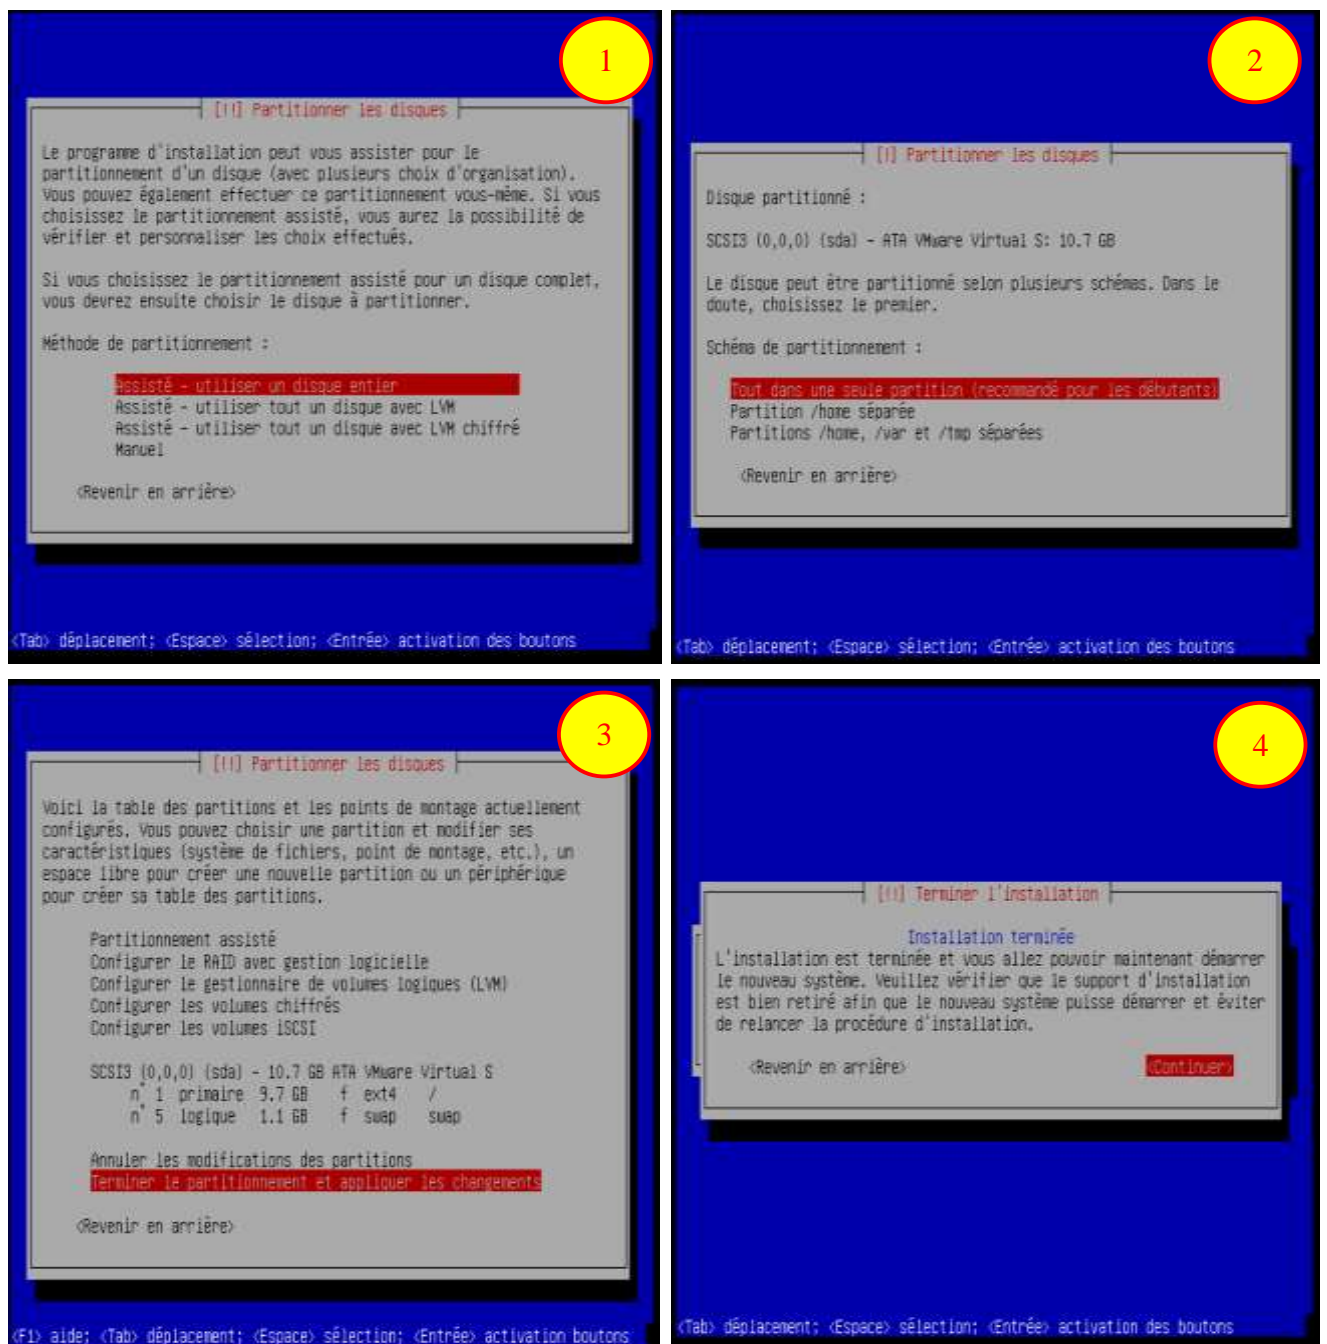 1
[!!] Partitionner les disques
Le programme d'installation peut vous assister pour le
partitionnement d'un disque (avec plusieurs choix d'organisation).
Vous pouvez également effectuer ce partitionnement vous-même. Si vous
choisissez le partitionnement assisté, vous aurez la possibilité de
vérifier et personnaliser les choix effectués.
Si vous choisissez le partitionnement assisté pour un disque complet,
vous devrez ensuite choisir le disque à partitionner.
Méthode de partitionnement :
Assisté - utiliser un disque entier
Assisté - utiliser tout un disque avec LVM
Assisté - utiliser tout un disque avec LVM chiffré
Manuel
<Revenir en arrière>
<Tab> déplacement; <Espace> sélection; <Entrée> activation des boutons
2
[!] Partitionner les disques
Disque partitionné :
SCSI3 (0,0,0) (sda) - ATA VMware Virtual S: 10.7 GB
Le disque peut être partitionné selon plusieurs schémas. Dans le
doute, choisissez le premier.
Schéma de partitionnement :
Tout dans une seule partition (recommandé pour les débutants)
Partition /home séparée
Partitions /home, /var et /tmp séparées
<Revenir en arrière>
<Tab> déplacement; <Espace> sélection; <Entrée> activation des boutons
3
[!!] Partitionner les disques
Voici la table des partitions et les points de montage actuellement
configurés. Vous pouvez choisir une partition et modifier ses
caractéristiques (système de fichiers, point de montage, etc.), un
espace libre pour créer une nouvelle partition ou un périphérique
pour créer sa table des partitions.
Partitionnement assisté
Configurer le RAID avec gestion logicielle
Configurer le gestionnaire de volumes logiques (LVM)
Configurer les volumes chiffrés
Configurer les volumes iSCSI
SCSI3 (0,0,0) (sda) - 10.7 GB ATA VMware Virtual S
n° 1 primaire 9.7 GB f ext4 /
n° 5 logique 1.1 GB f swap swap
Annuler les modifications des partitions
Terminer le partitionnement et appliquer les changements
<Revenir en arrière>
<F1> aide; <Tab> déplacement; <Espace> sélection; <Entrée> activation boutons
4
[!!] Terminer l'installation
Installation terminée
L'installation est terminée et vous allez pouvoir maintenant démarrer
le nouveau système. Veuillez vérifier que le support d'installation
est bien retiré afin que le nouveau système puisse démarrer et éviter
de relancer la procédure d'installation.
<Revenir en arrière> <Continuer>
<Tab> déplacement; <Espace> sélection; <Entrée> activation des boutons